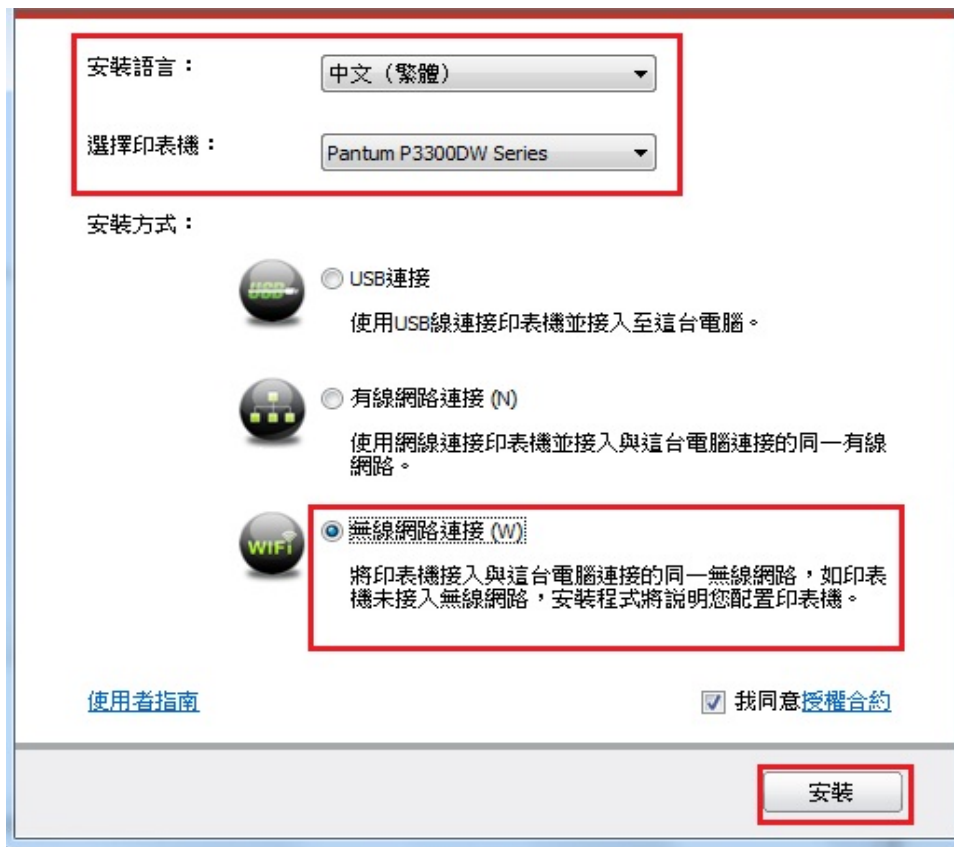 安裝語言：
中文（繁體）
選擇印表機：
Pantum P3300DW Series
安裝方式：
USB
USB連接
使用USB線連接印表機並接入至這台電腦。
有線網路連接 (N)
使用網線連接印表機並接入與這台電腦連接的同一有線
網路。
WIFI
無線網路連接 (W)
將印表機接入與這台電腦連接的同一無線網路，如印表
機未接入無線網路，安裝程式將説明您配置印表機。
使用者指南
我同意授權合約
安裝